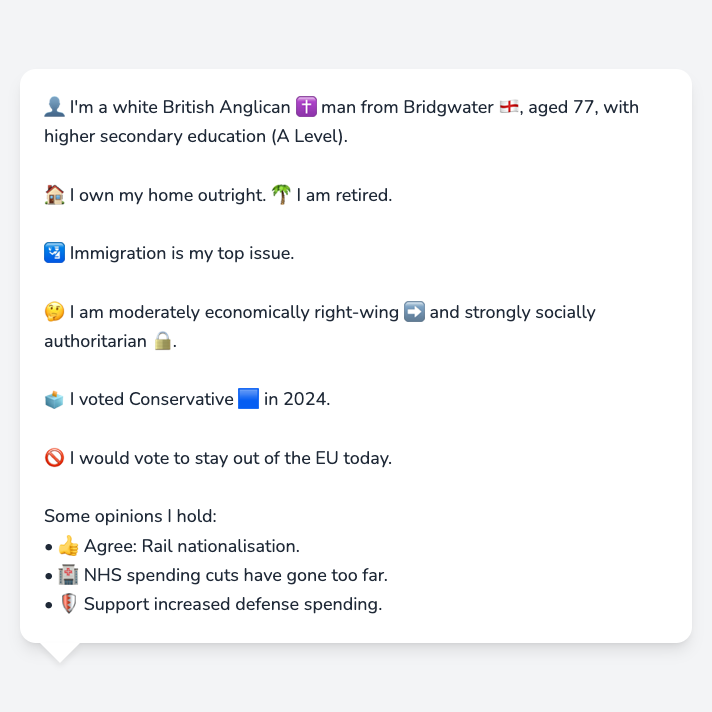 👤 I'm a white British Anglican ✝️ man from Bridgwater 🏴󠁧󠁢󠁥󠁮󠁧󠁿, aged 77, with
higher secondary education (A Level).
🏠 I own my home outright. 🌴 I am retired.
🛂 Immigration is my top issue.
🤔 I am moderately economically right-wing ➡️ and strongly socially
authoritarian 🔒.
🗳️ I voted Conservative 🟦 in 2024.
🚫 I would vote to stay out of the EU today.
Some opinions I hold:
• 👍 Agree: Rail nationalisation.
• 🏥 NHS spending cuts have gone too far.
• 🛡️ Support increased defense spending.